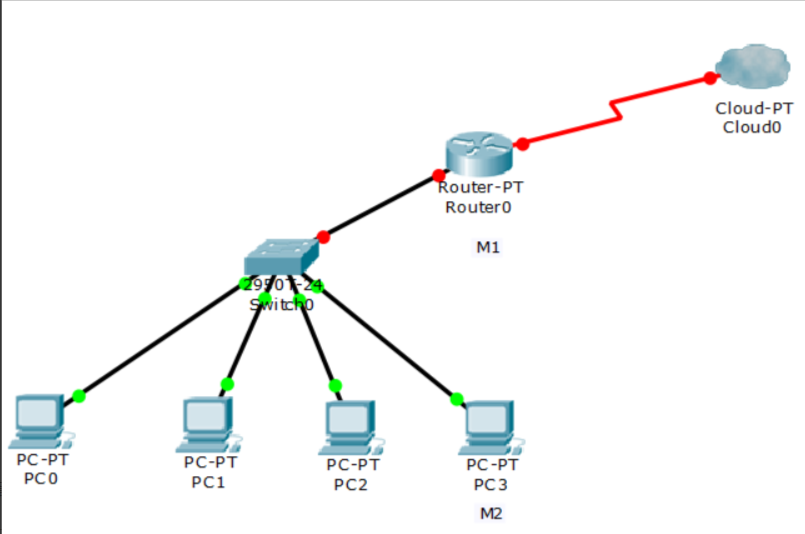 Cloud-PT
Cloud0
Router-PT
Router0
M1
2950T-24
Switch0
PC-PT
PC0
PC-PT
PC1
PC-PT
PC2
PC-PT
PC3
M2